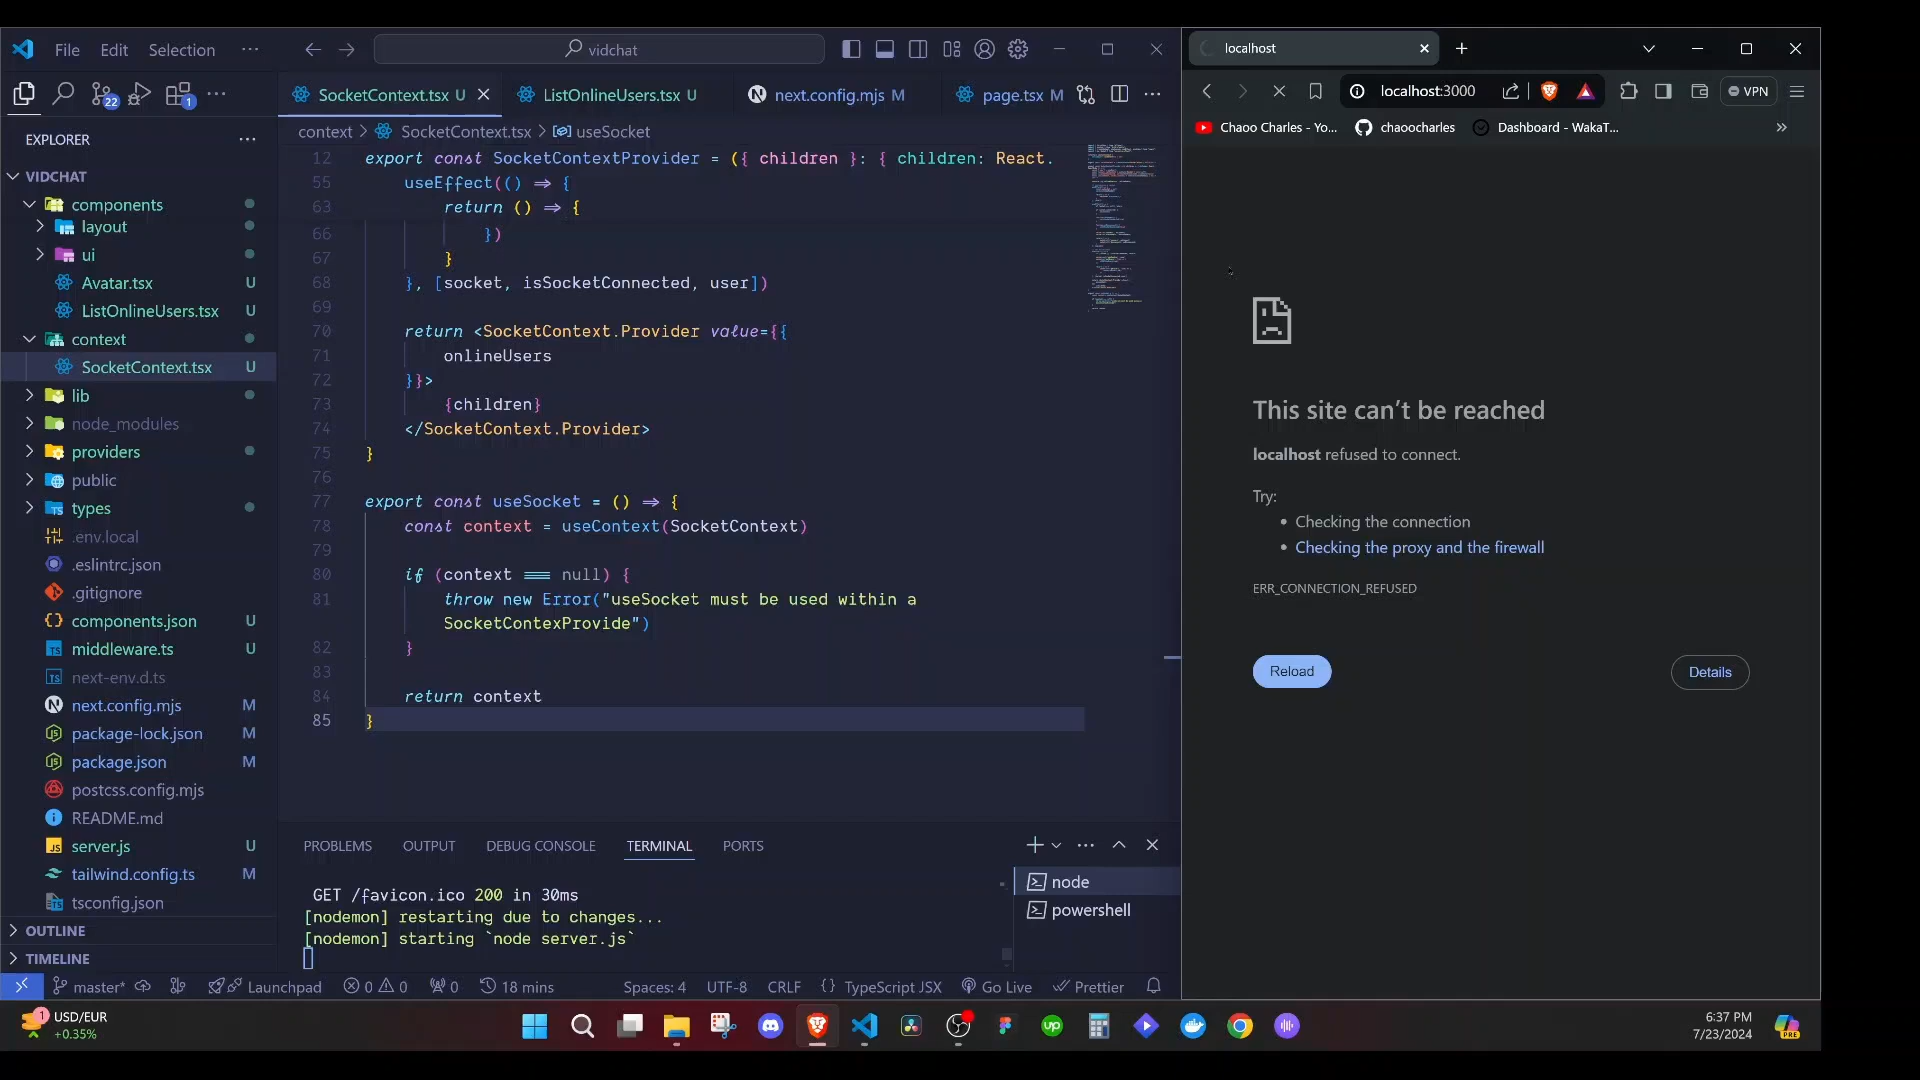 File Edit Selection ···
vidchat
EXPLORER
VIDCHAT
components
layout
ui
Avatar.tsx U
ListOnlineUsers.tsx U
context
SocketContext.tsx U
lib
node_modules
providers
public
types
.env.local
.eslintrc.json
.gitignore
components.json U
middleware.ts U
next-env.d.ts
next.config.mjs M
package-lock.json M
package.json M
postcss.config.mjs
README.md
server.js U
tailwind.config.ts M
tsconfig.json
OUTLINE
TIMELINE
22
1
SocketContext.tsx U ListOnlineUsers.tsx U next.config.mjs M page.tsx M
context > SocketContext.tsx > useSocket
12 export const SocketContextProvider = ({ children }: { children: React.
55 useEffect(() => {
63 return () => {
66 })
67 }
68 }, [socket, isSocketConnected, user])
69
70 return <SocketContext.Provider value={{
71 onlineUsers
72 }}>
73 {children}
74 </SocketContext.Provider>
75 }
76
77 export const useSocket = () => {
78 const context = useContext(SocketContext)
79
80 if (context === null) {
81 throw new Error("useSocket must be used within a
SocketContexProvide")
82 }
83
84 return context
85 }
PROBLEMS OUTPUT DEBUG CONSOLE TERMINAL PORTS
GET /favicon.ico 200 in 30ms
[nodemon] restarting due to changes...
[nodemon] starting `node server.js`
node
powershell
master* Launchpad 0 0 0 18 mins Spaces: 4 UTF-8 CRLF {} TypeScript JSX Go Live Prettier
localhost
localhost:3000
VPN
Chaoo Charles - Yo... chaoocharles Dashboard - WakaT...
This site can’t be reached
localhost refused to connect.
Try:
• Checking the connection
• Checking the proxy and the firewall
ERR_CONNECTION_REFUSED
Reload
Details
1
USD/EUR
+0.35%
up
6:37 PM
7/23/2024
PRE